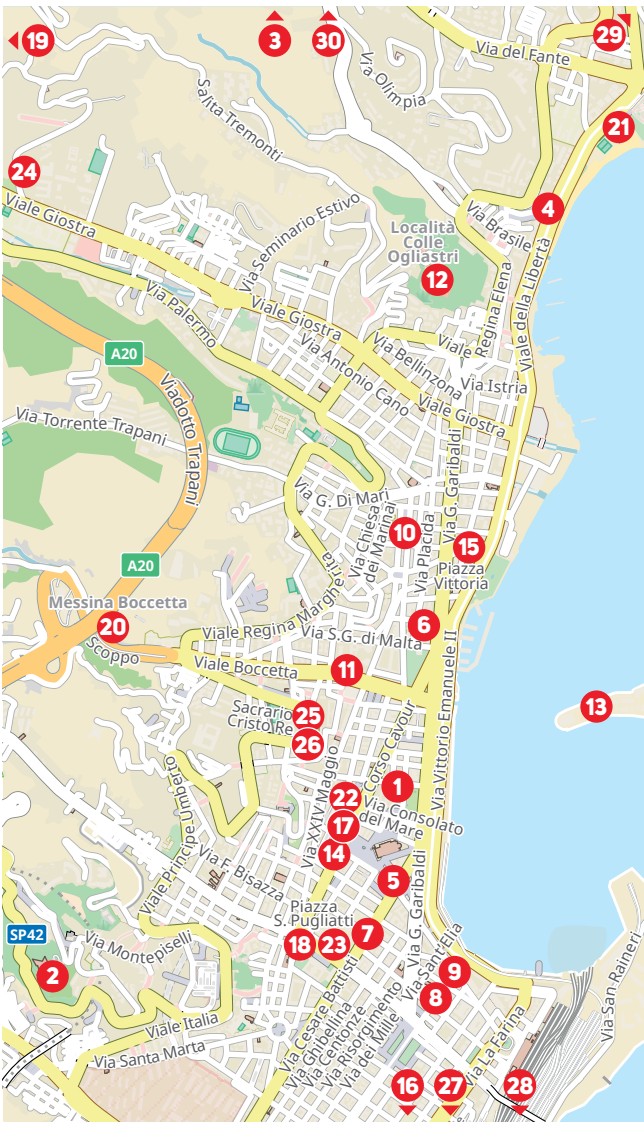 19
3
30
29
Via del Fante
Via Olimpia
Salita Tremonti
21
24
Viale Giostra
4
Via Brasile
Via Seminario Estivo
Località
Colle
Ogliastri
12
Viale Regina Elena
Viale della Libertà
Via Palermo
Viale Giostra
A20
Via Antonio Cano
Via Bellinzona
Via Istria
Viale Giostra
Viadotto Trapani
Via Torrente Trapani
Via G. Di Mari
Via Chiesa
dei Marinai
10
Via Placida
Via G. Garibaldi
15
Piazza
Vittoria
A20
Messina Boccetta
20
Scoppo
Viale Regina Margherita
Via S.G. di Malta
6
Viale Boccetta
11
Via Vittorio Emanuele II
13
Sacrario
Cristo Re
25
26
Corso Cavour
Via XXIV Maggio
1
22
Via Consolato
del Mare
17
14
Viale Principe Umberto
Via F. Bisazza
5
Via G. Garibaldi
Piazza
S. Pugliatti
18
23
7
SP42
2
Via Montepiselli
Via Sant'Elia
9
8
Via San Raineri
Viale Italia
Via Santa Marta
Via Cesare Battisti
Via Ghibellina
Via Centonze
Via Risorgimento
Via dei Mille
Via La Farina
16
27
28